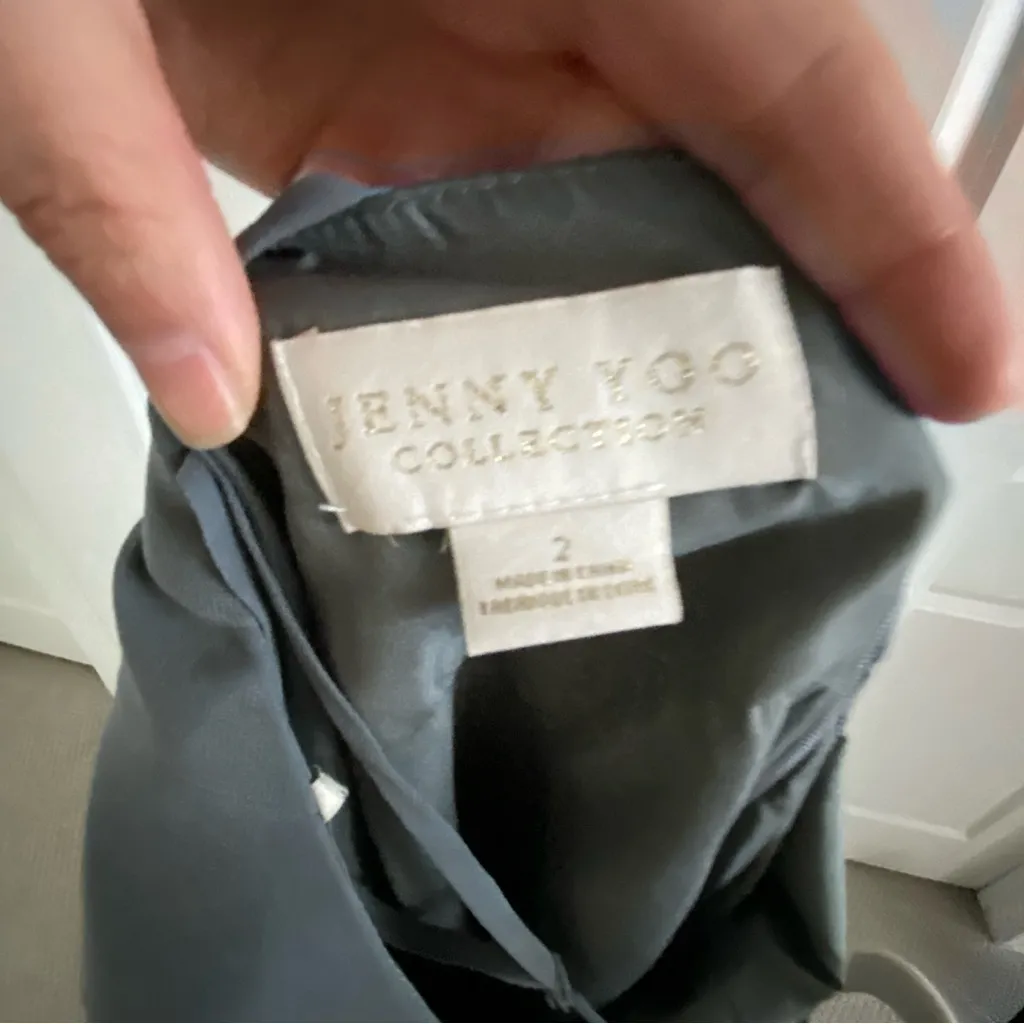 JENNY YOO
COLLECTION
2
MADE IN CHINA
FABRIQUÉ EN CHINE